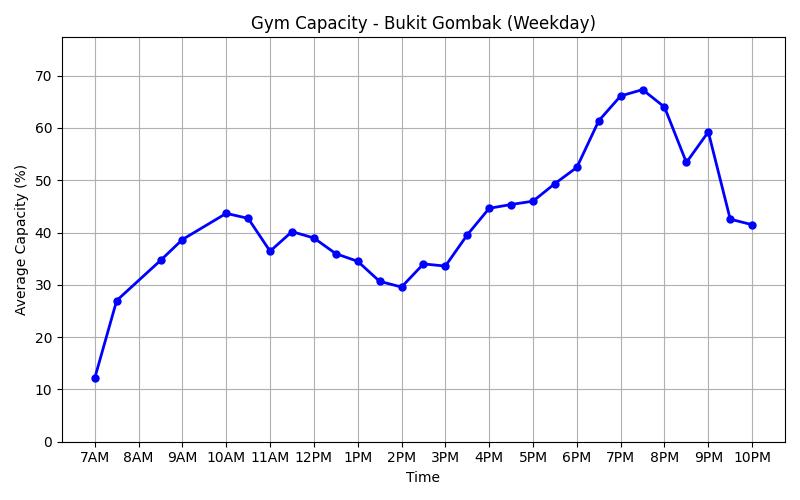 Gym Capacity - Bukit Gombak (Weekday)
Average Capacity (%)
70
60
50
40
30
20
10
0
7AM 8AM 9AM 10AM 11AM 12PM 1PM 2PM 3PM 4PM 5PM 6PM 7PM 8PM 9PM 10PM
Time